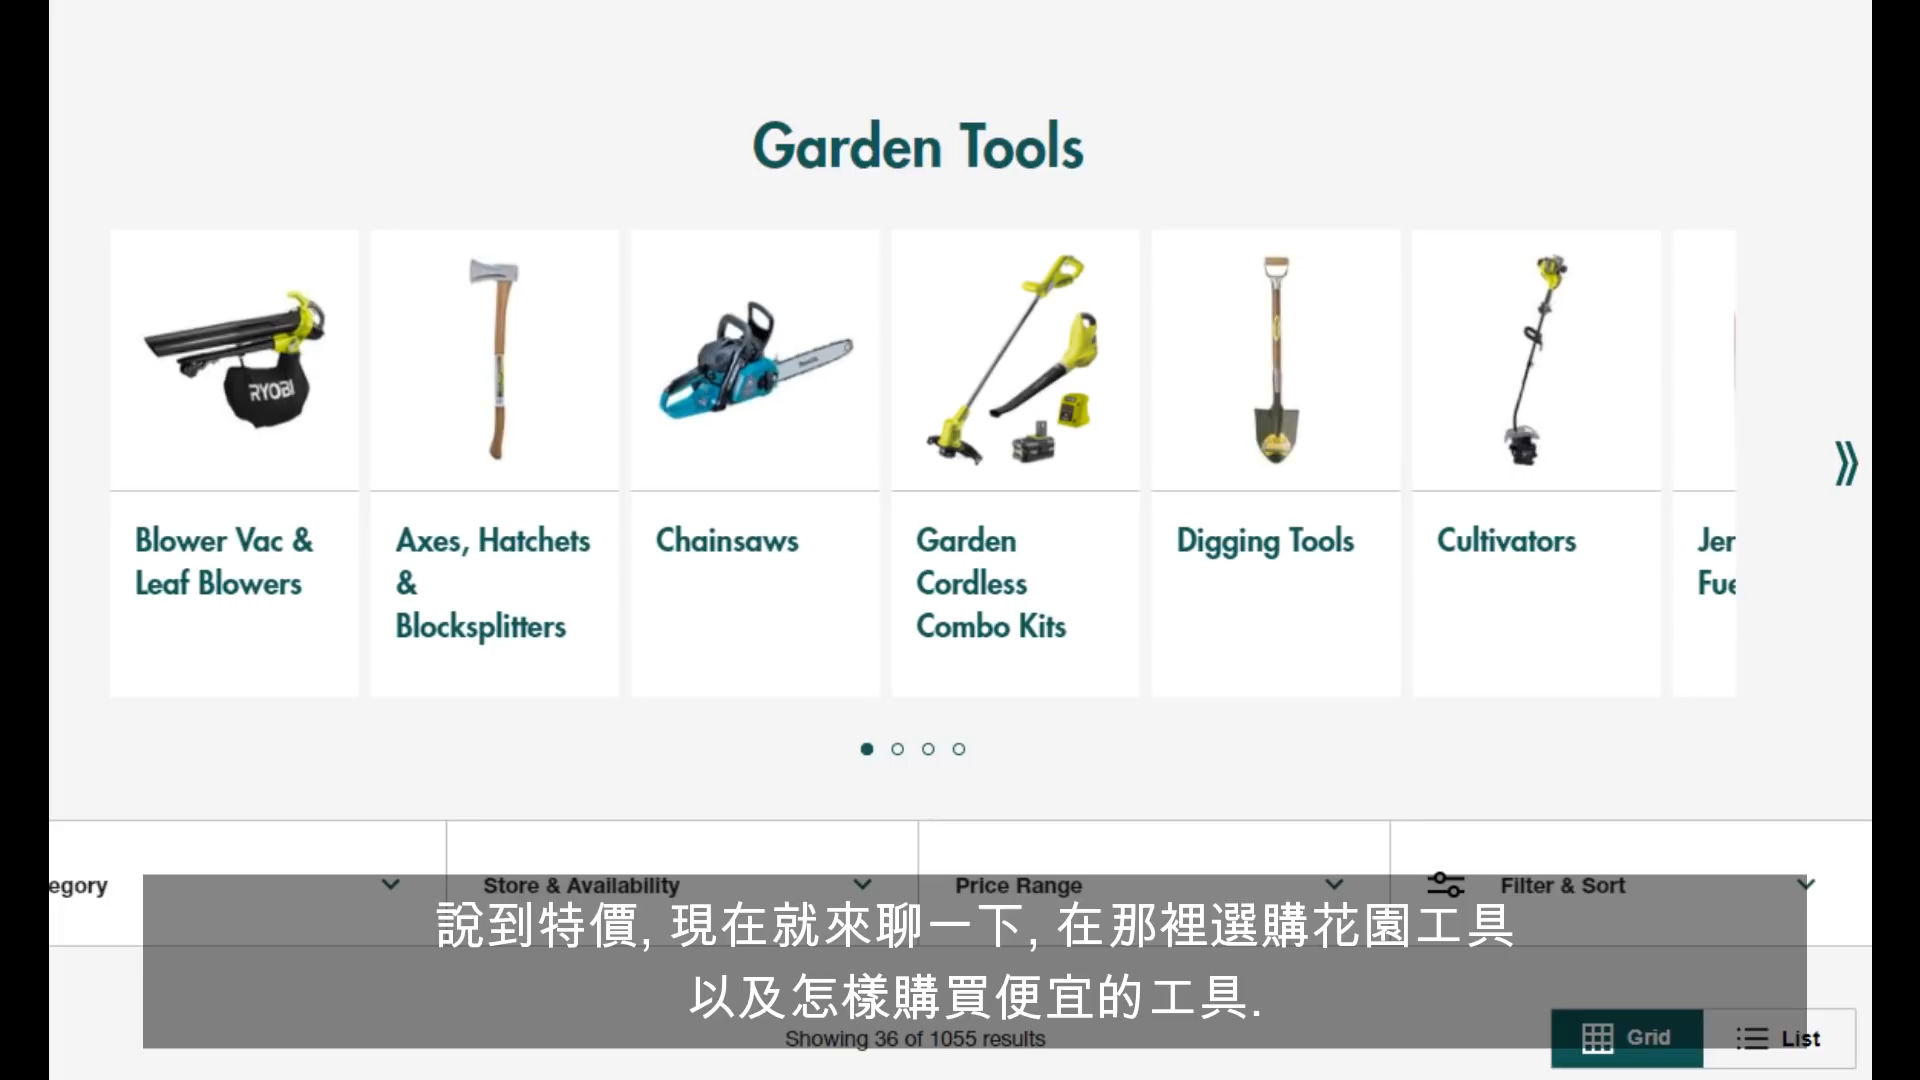 Garden Tools
RYOBI
Blower Vac &
Leaf Blowers
Axes, Hatchets
&
Blocksplitters
Chainsaws
Garden
Cordless
Combo Kits
Digging Tools
Cultivators
Jer
Fue
egory
Store & Availability
Price Range
Filter & Sort
說到特價, 現在就來聊一下, 在那裡選購花園工具
以及怎樣購買便宜的工具.
Showing 36 of 1055 results
Grid
List